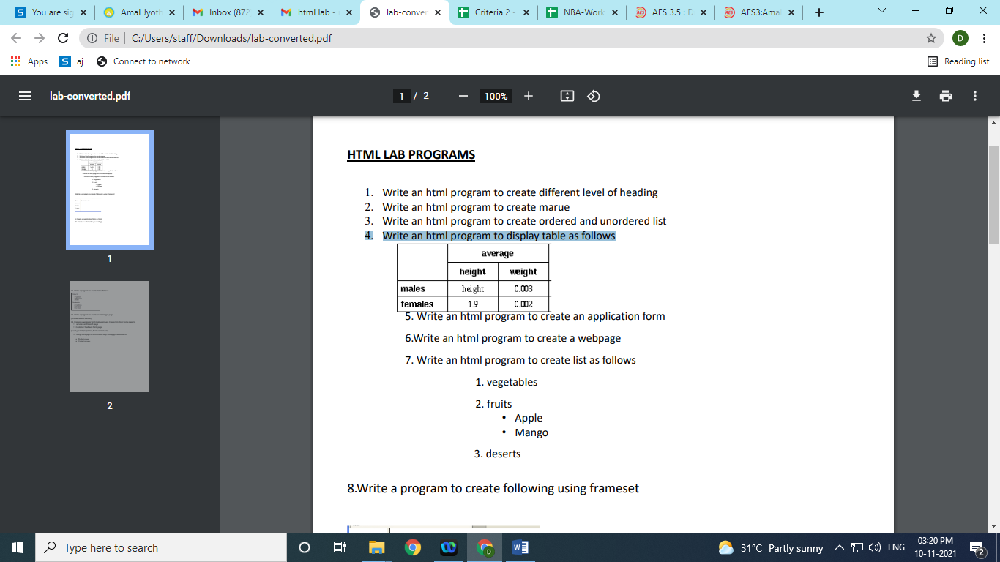 You are sig
Amal Jyoth
Inbox (872
html lab -
lab-conver
Criteria 2 -
NBA-Work
AES 3.5 : D
AES3:Amal
File | C:/Users/staff/Downloads/lab-converted.pdf
D
Apps
S aj
Connect to network
Reading list
lab-converted.pdf
1 / 2
100%
HTML LAB PROGRAMS
1. Write an html program to create different level of heading
2. Write an html program to create marue
3. Write an html program to create ordered and unordered list
4. Write an html program to display table as follows
average
height weight
males height 0.003
females 1.9 0.002
5. Write an html program to create an application form
6.Write an html program to create a webpage
7. Write an html program to create list as follows
1. vegetables
2. fruits
• Apple
• Mango
3. deserts
8.Write a program to create following using frameset
1
2
Type here to search
31°C Partly sunny
ENG
03:20 PM
10-11-2021
2